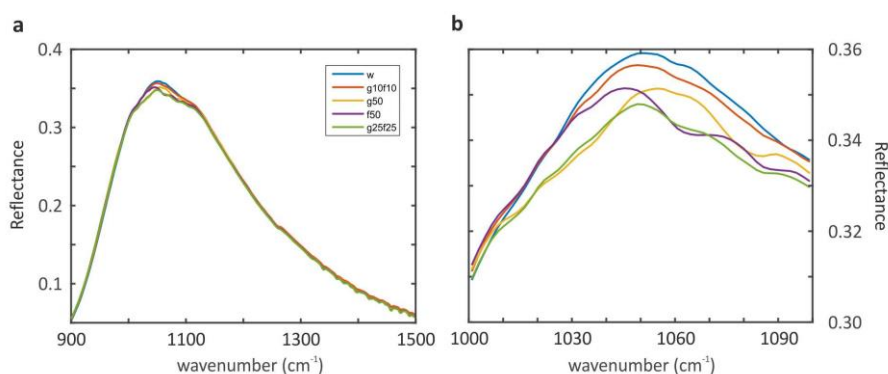 a
0.4
0.3
0.2
0.1
Reflectance
900
1100
1300
1500
wavenumber (cm⁻¹)
w
g10f10
g50
f50
g25f25
b
0.36
0.34
0.32
0.30
Reflectance
1000
1030
1060
1090
wavenumber (cm⁻¹)